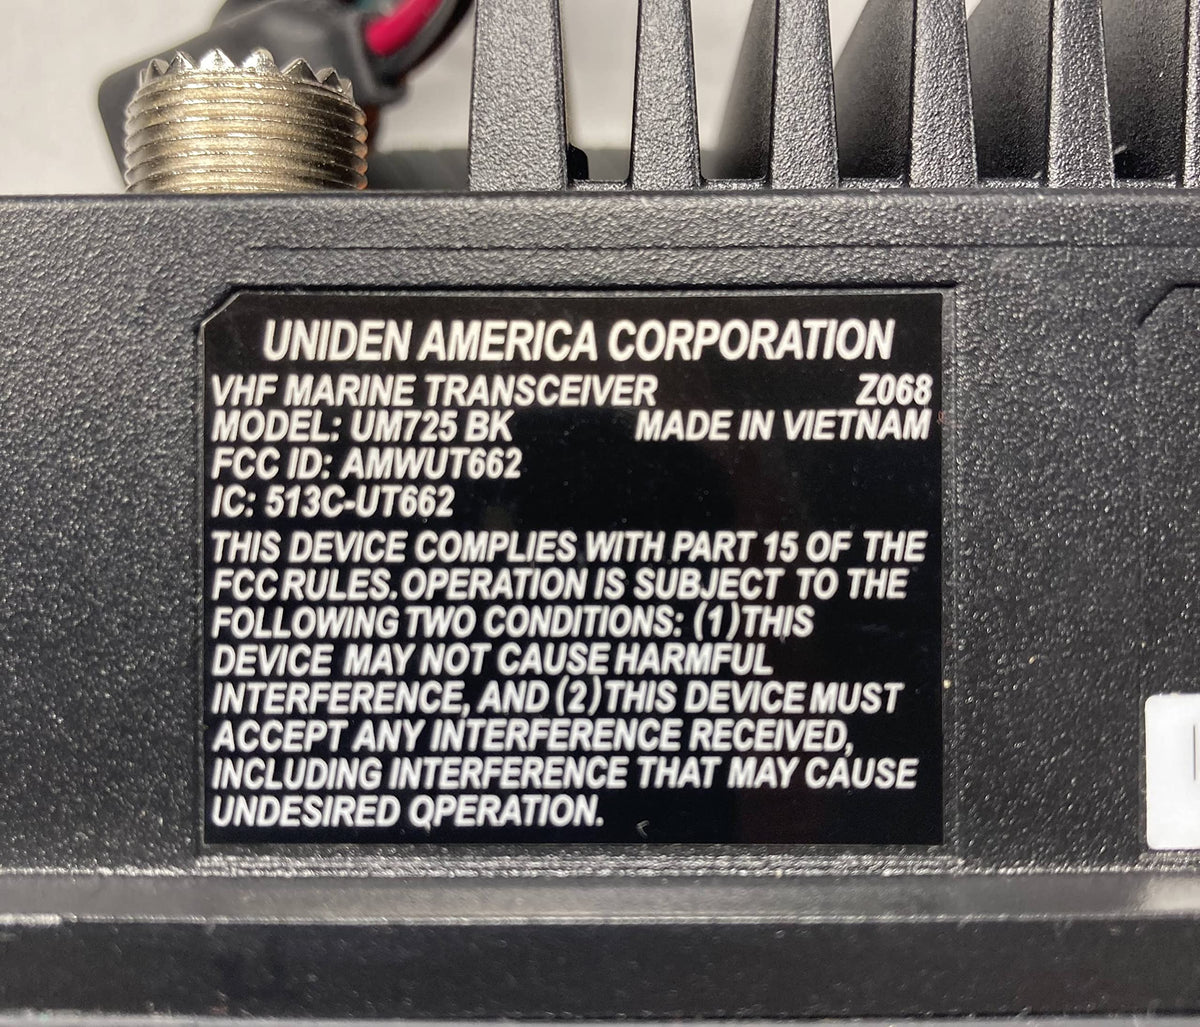 UNIDEN AMERICA CORPORATION
VHF MARINE TRANSCEIVER Z068
MODEL: UM725 BK MADE IN VIETNAM
FCC ID: AMWUT662
IC: 513C-UT662
THIS DEVICE COMPLIES WITH PART 15 OF THE
FCC RULES. OPERATION IS SUBJECT TO THE
FOLLOWING TWO CONDITIONS: (1) THIS
DEVICE MAY NOT CAUSE HARMFUL
INTERFERENCE, AND (2) THIS DEVICE MUST
ACCEPT ANY INTERFERENCE RECEIVED,
INCLUDING INTERFERENCE THAT MAY CAUSE
UNDESIRED OPERATION.